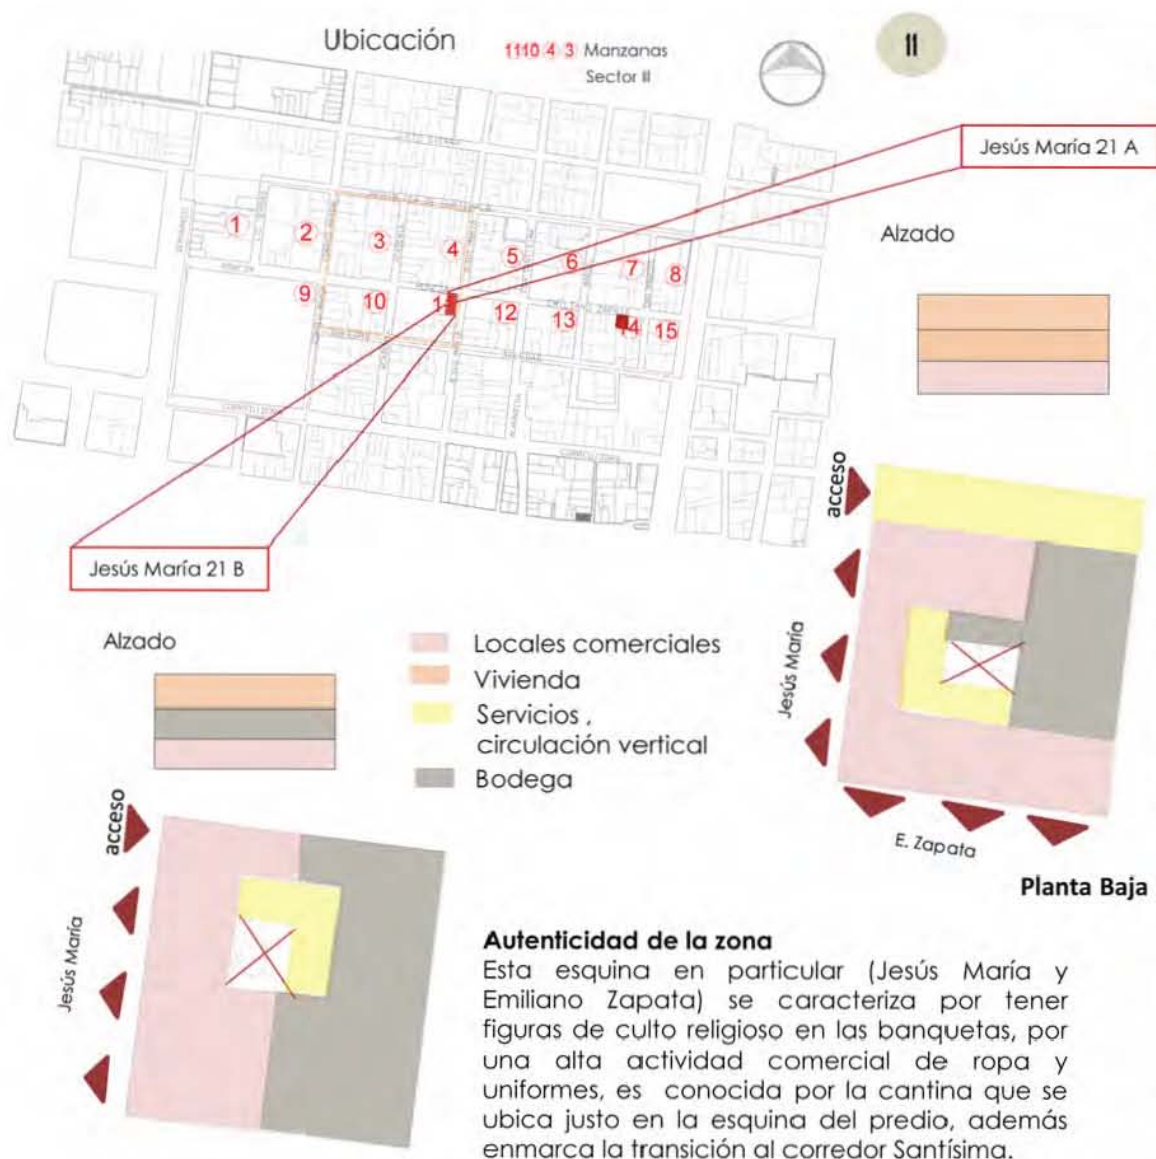 Ubicación
1110 4 3 Manzanas
Sector II
II
Jesús María 21 A
Alzado
1
2
3
4
5
6
7
8
9
10
12
13
14
15
EMILIANO ZAPATA
acceso
Jesús María 21 B
Alzado
Locales comerciales
Vivienda
Servicios ,
circulación vertical
Bodega
Jesús María
E. Zapata
Planta Baja
acceso
Jesús María
Autenticidad de la zona
Esta esquina en particular (Jesús María y
Emiliano Zapata) se caracteriza por tener
figuras de culto religioso en las banquetas, por
una alta actividad comercial de ropa y
uniformes, es conocida por la cantina que se
ubica justo en la esquina del predio, además
enmarca la transición al corredor Santísima.